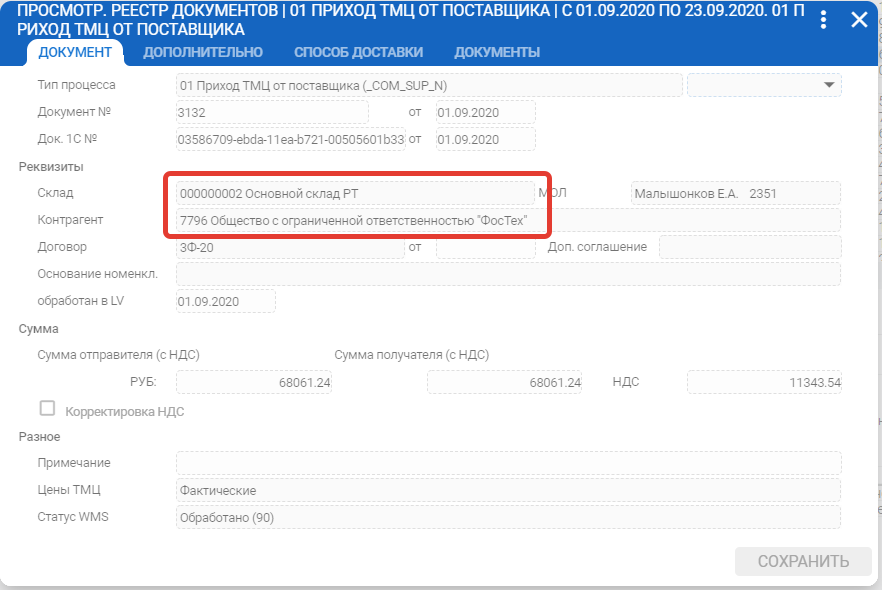 ПРОСМОТР. РЕЕСТР ДОКУМЕНТОВ | 01 ПРИХОД ТМЦ ОТ ПОСТАВЩИКА | С 01.09.2020 ПО 23.09.2020. 01 П
РИХОД ТМЦ ОТ ПОСТАВЩИКА
ДОКУМЕНТ ДОПОЛНИТЕЛЬНО СПОСОБ ДОСТАВКИ ДОКУМЕНТЫ
Тип процесса 01 Приход ТМЦ от поставщика (_COM_SUP_N)
Документ № 3132 от 01.09.2020
Док. 1С № 03586709-ebda-11ea-b721-00505601b33 от 01.09.2020
Реквизиты
Склад 000000002 Основной склад РТ МОЛ Малышонков Е.А. 2351
Контрагент 7796 Общество с ограниченной ответственностью "ФосТех"
Договор 3Ф-20 от Доп. соглашение
Основание номенкл.
обработан в LV 01.09.2020
Сумма
Сумма отправителя (с НДС) Сумма получателя (с НДС)
РУБ: 68061.24 68061.24 НДС 11343.54
Корректировка НДС
Разное
Примечание
Цены ТМЦ Фактические
Статус WMS Обработано (90)
СОХРАНИТЬ